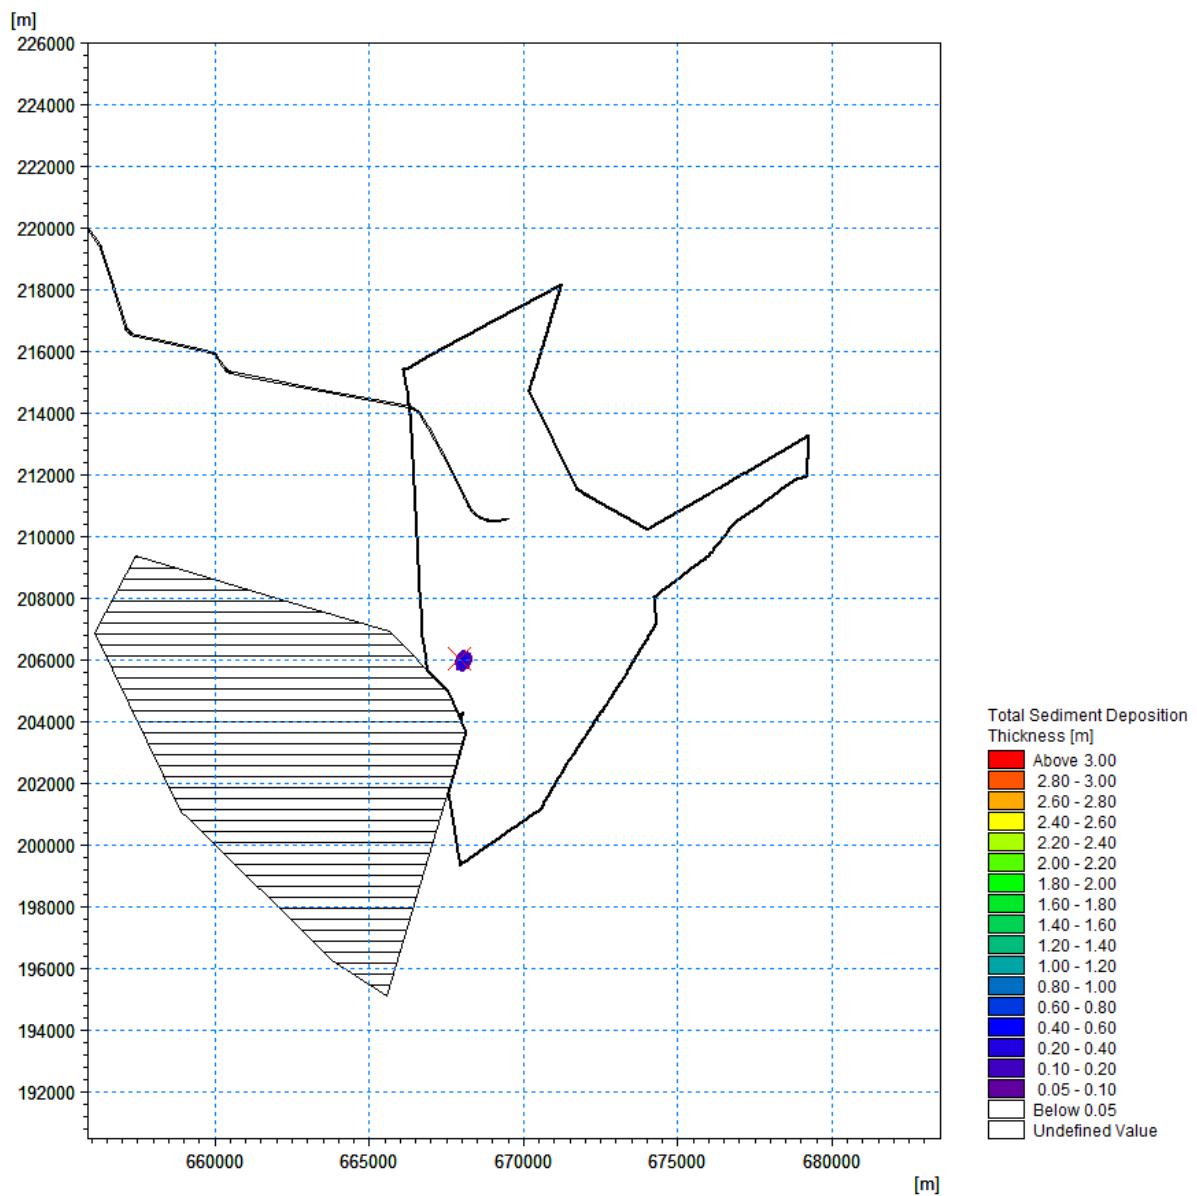 [m]
226000
224000
222000
220000
218000
216000
214000
212000
210000
208000
206000
204000
202000
200000
198000
196000
194000
192000
660000 665000 670000 675000 680000
[m]
Total Sediment Deposition
Thickness [m]
Above 3.00
2.80 - 3.00
2.60 - 2.80
2.40 - 2.60
2.20 - 2.40
2.00 - 2.20
1.80 - 2.00
1.60 - 1.80
1.40 - 1.60
1.20 - 1.40
1.00 - 1.20
0.80 - 1.00
0.60 - 0.80
0.40 - 0.60
0.20 - 0.40
0.10 - 0.20
0.05 - 0.10
Below 0.05
Undefined Value